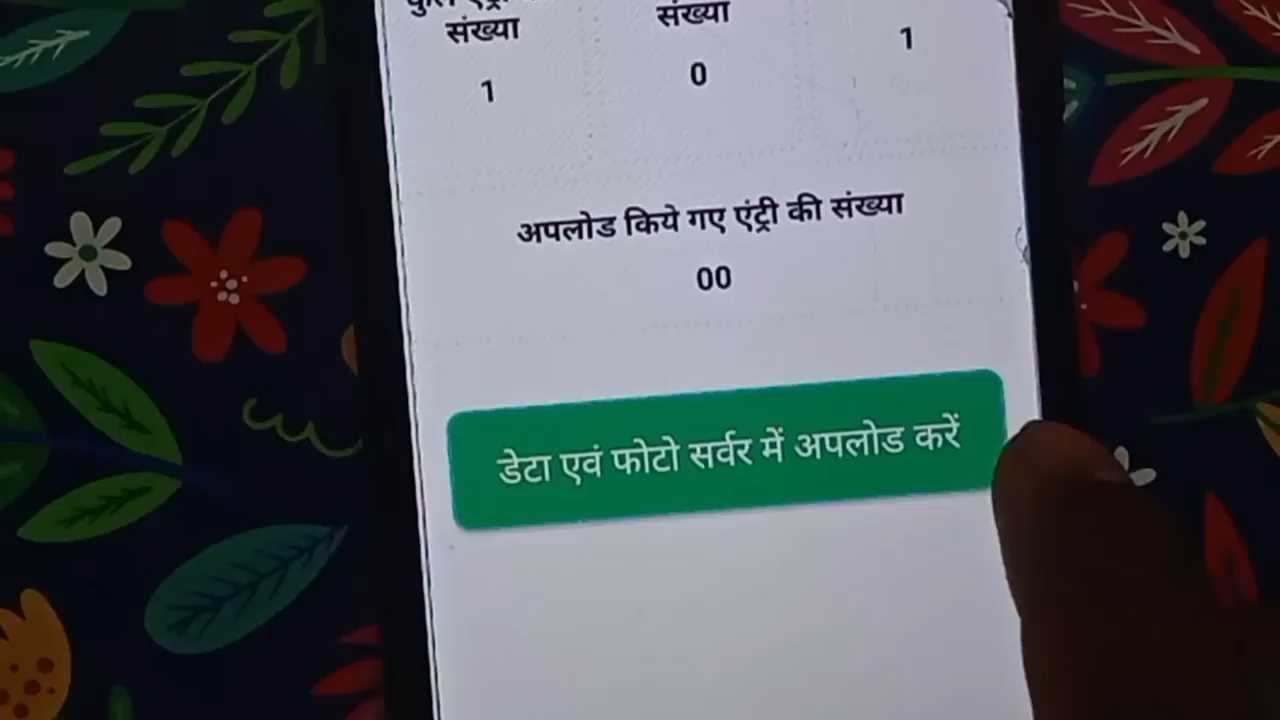 संख्या
संख्या
1
0
1
अपलोड किये गए एंट्री की संख्या
00
डेटा एवं फोटो सर्वर में अपलोड करें